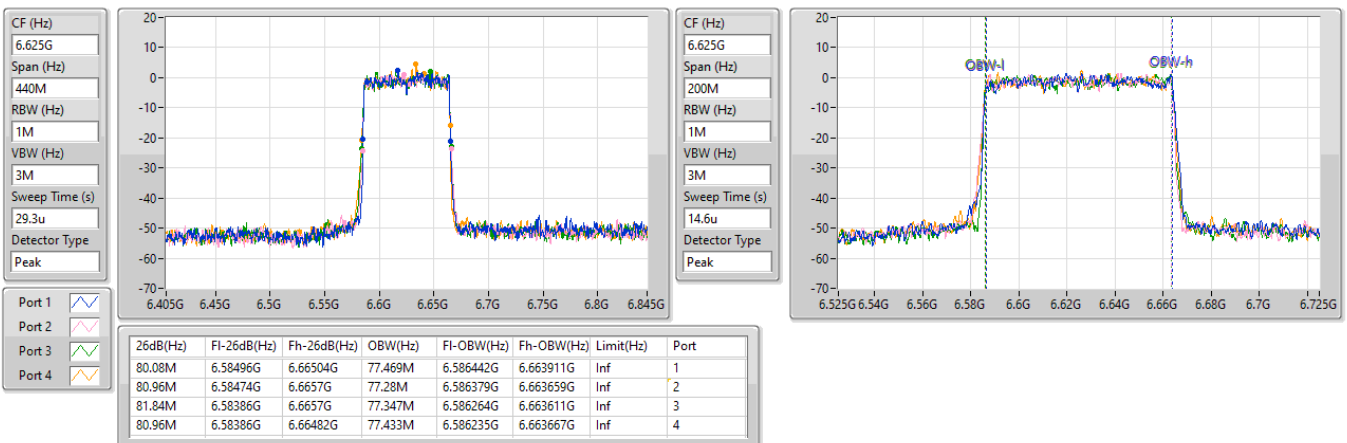 CF (Hz)
6.625G
Span (Hz)
440M
RBW (Hz)
1M
VBW (Hz)
3M
Sweep Time (s)
29.3u
Detector Type
Peak
20
10
0
-10
-20
-30
-40
-50
-60
-70
6.405G 6.45G 6.5G 6.55G 6.6G 6.65G 6.7G 6.75G 6.8G 6.845G
CF (Hz)
6.625G
Span (Hz)
200M
RBW (Hz)
1M
VBW (Hz)
3M
Sweep Time (s)
14.6u
Detector Type
Peak
20
10
0
-10
-20
-30
-40
-50
-60
-70
OBW-l OBW-h
6.525G 6.54G 6.56G 6.58G 6.6G 6.62G 6.64G 6.66G 6.68G 6.7G 6.725G
Port 1
Port 2
Port 3
Port 4
26dB(Hz) Fl-26dB(Hz) Fh-26dB(Hz) OBW(Hz) Fl-OBW(Hz) Fh-OBW(Hz) Limit(Hz) Port
80.08M 6.58496G 6.66504G 77.469M 6.586442G 6.663911G Inf 1
80.96M 6.58474G 6.6657G 77.28M 6.586379G 6.663659G Inf 2
81.84M 6.58386G 6.6657G 77.347M 6.586264G 6.663611G Inf 3
80.96M 6.58386G 6.66482G 77.433M 6.586235G 6.663667G Inf 4